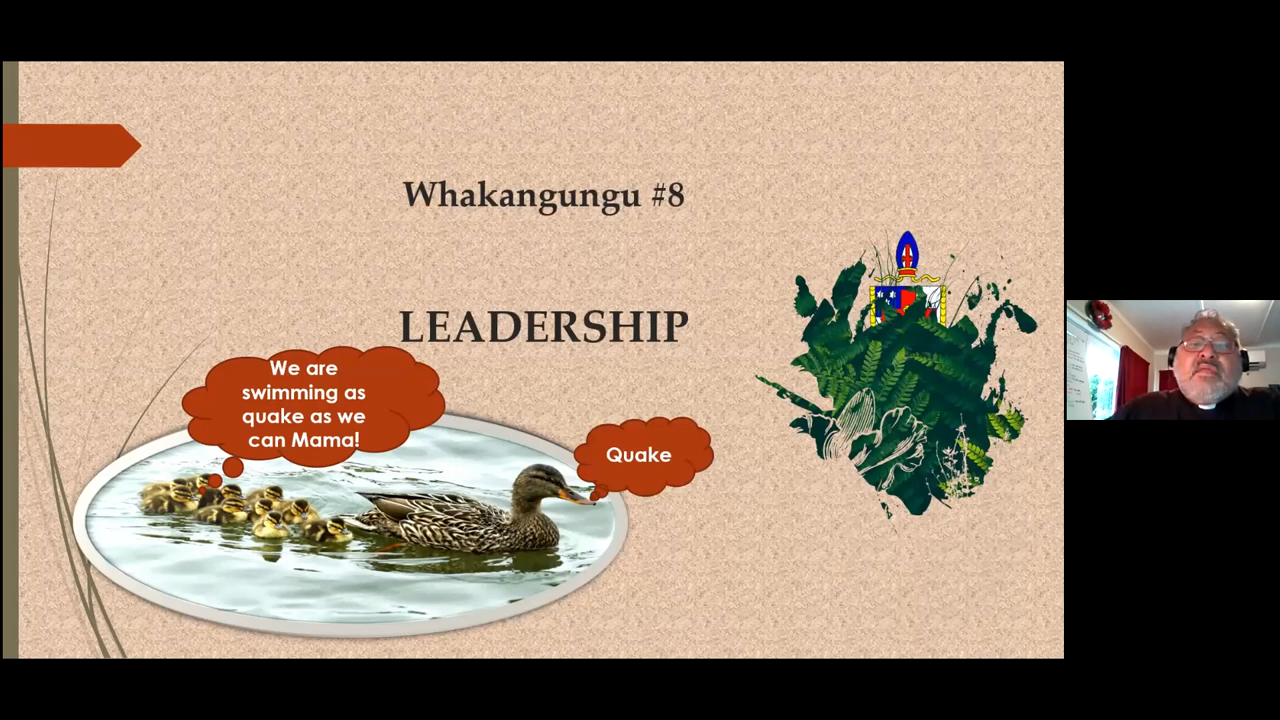 Whakangungu #8
LEADERSHIP
We are
swimming as
quake as we
can Mama!
Quake